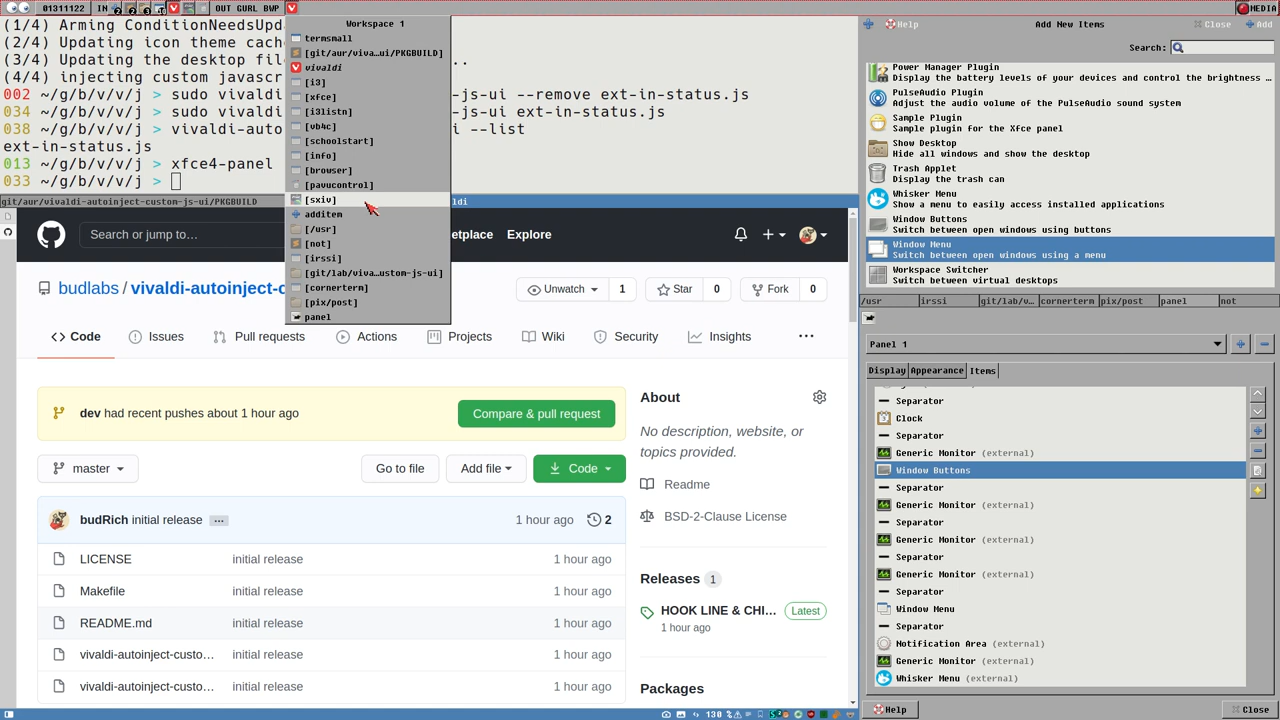 01311122 IN 2 2 3 10 OUT GURL BWP MEDIA
(1/4) Arming ConditionNeedsUpd
(2/4) Updating icon theme cach
(3/4) Updating the desktop fil ..
(4/4) injecting custom javascr
002 ~/g/b/v/v/j > sudo vivaldi -js-ui --remove ext-in-status.js
034 ~/g/b/v/v/j > sudo vivaldi -js-ui ext-in-status.js
038 ~/g/b/v/v/j > vivaldi-auto i --list
ext-in-status.js
013 ~/g/b/v/v/j > xfce4-panel
033 ~/g/b/v/v/j >
Workspace 1
termsmall
[git/aur/viva…ui/PKGBUILD]
vivaldi
[i3]
[xfce]
[i3listn]
[vb4c]
[schoolstart]
[info]
[browser]
[pavucontrol]
[sxiv]
additem
[/usr]
[not]
[irssi]
[git/lab/viva…ustom-js-ui]
[cornerterm]
[pix/post]
panel
git/aur/vivaldi-autoinject-custom-js-ui/PKGBUILD ldi
Search or jump to… etplace Explore
budlabs / vivaldi-autoinject-c Unwatch 1 Star 0 Fork 0
Code Issues Pull requests Actions Projects Wiki Security Insights
dev had recent pushes about 1 hour ago Compare & pull request
master Go to file Add file Code
budRich initial release … 1 hour ago 2
LICENSE initial release 1 hour ago
Makefile initial release 1 hour ago
README.md initial release 1 hour ago
vivaldi-autoinject-custo… initial release 1 hour ago
vivaldi-autoinject-custo… initial release 1 hour ago
About
No description, website, or
topics provided.
Readme
BSD-2-Clause License
Releases 1
HOOK LINE & CHI… Latest
1 hour ago
Packages
130 %
Help Add New Items Close Add
Search:
Power Manager Plugin
Display the battery levels of your devices and control the brightness …
PulseAudio Plugin
Adjust the audio volume of the PulseAudio sound system
Sample Plugin
Sample plugin for the Xfce panel
Show Desktop
Hide all windows and show the desktop
Trash Applet
Display the trash can
Whisker Menu
Show a menu to easily access installed applications
Window Buttons
Switch between open windows using buttons
Window Menu
Switch between open windows using a menu
Workspace Switcher
Switch between virtual desktops
/usr irssi git/lab/v… cornerterm pix/post panel not
Panel 1
Display Appearance Items
Separator
Clock
Separator
Generic Monitor (external)
Window Buttons
Separator
Generic Monitor (external)
Separator
Generic Monitor (external)
Separator
Generic Monitor (external)
Separator
Window Menu
Separator
Notification Area (external)
Generic Monitor (external)
Whisker Menu (external)
Help Close